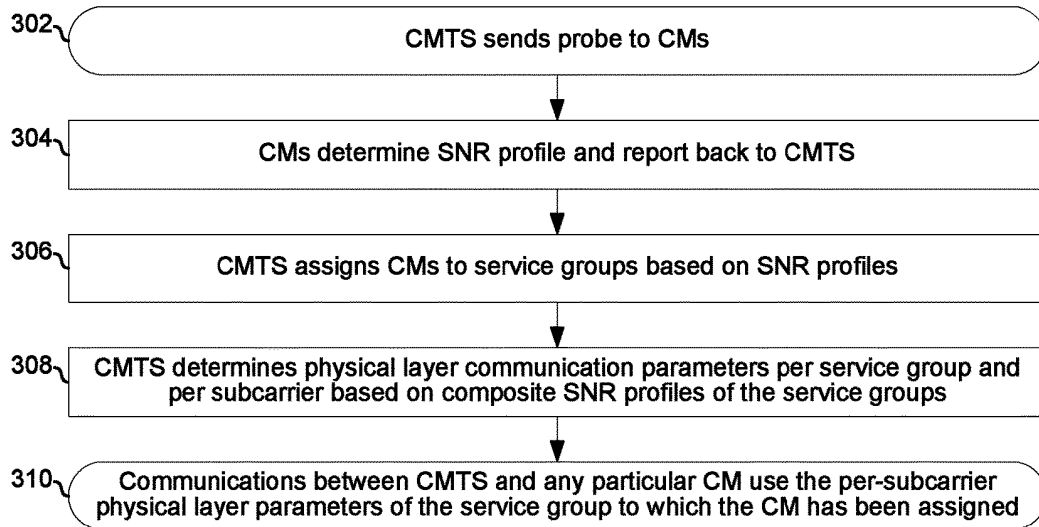 302
CMTS sends probe to CMs
304
CMs determine SNR profile and report back to CMTS
306
CMTS assigns CMs to service groups based on SNR profiles
308
CMTS determines physical layer communication parameters per service group and
per subcarrier based on composite SNR profiles of the service groups
310
Communications between CMTS and any particular CM use the per-subcarrier
physical layer parameters of the service group to which the CM has been assigned